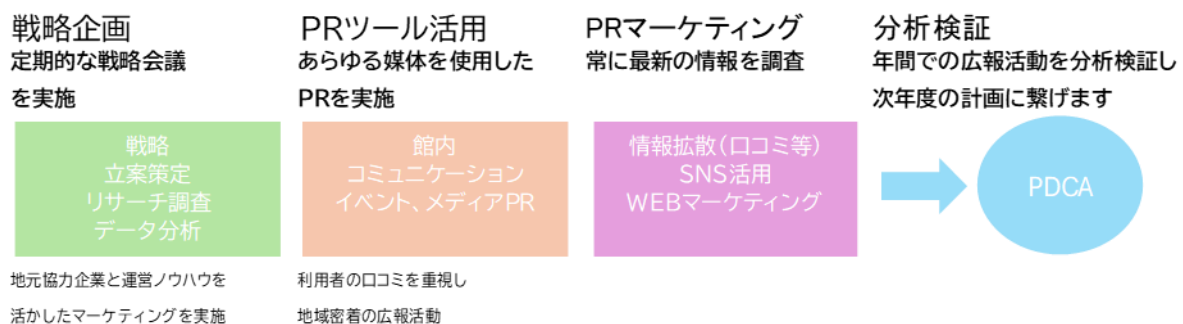 戦略企画
定期的な戦略会議
を実施
戦略
立案策定
リサーチ調査
データ分析
地元協力企業と運営ノウハウを
活かしたマーケティングを実施
PRツール活用
あらゆる媒体を使用した
PRを実施
館内
コミュニケーション
イベント、メディアPR
利用者の口コミを重視し
地域密着の広報活動
PRマーケティング
常に最新の情報を調査
情報拡散(口コミ等)
SNS活用
WEBマーケティング
分析検証
年間での広報活動を分析検証し
次年度の計画に繋げます
PDCA